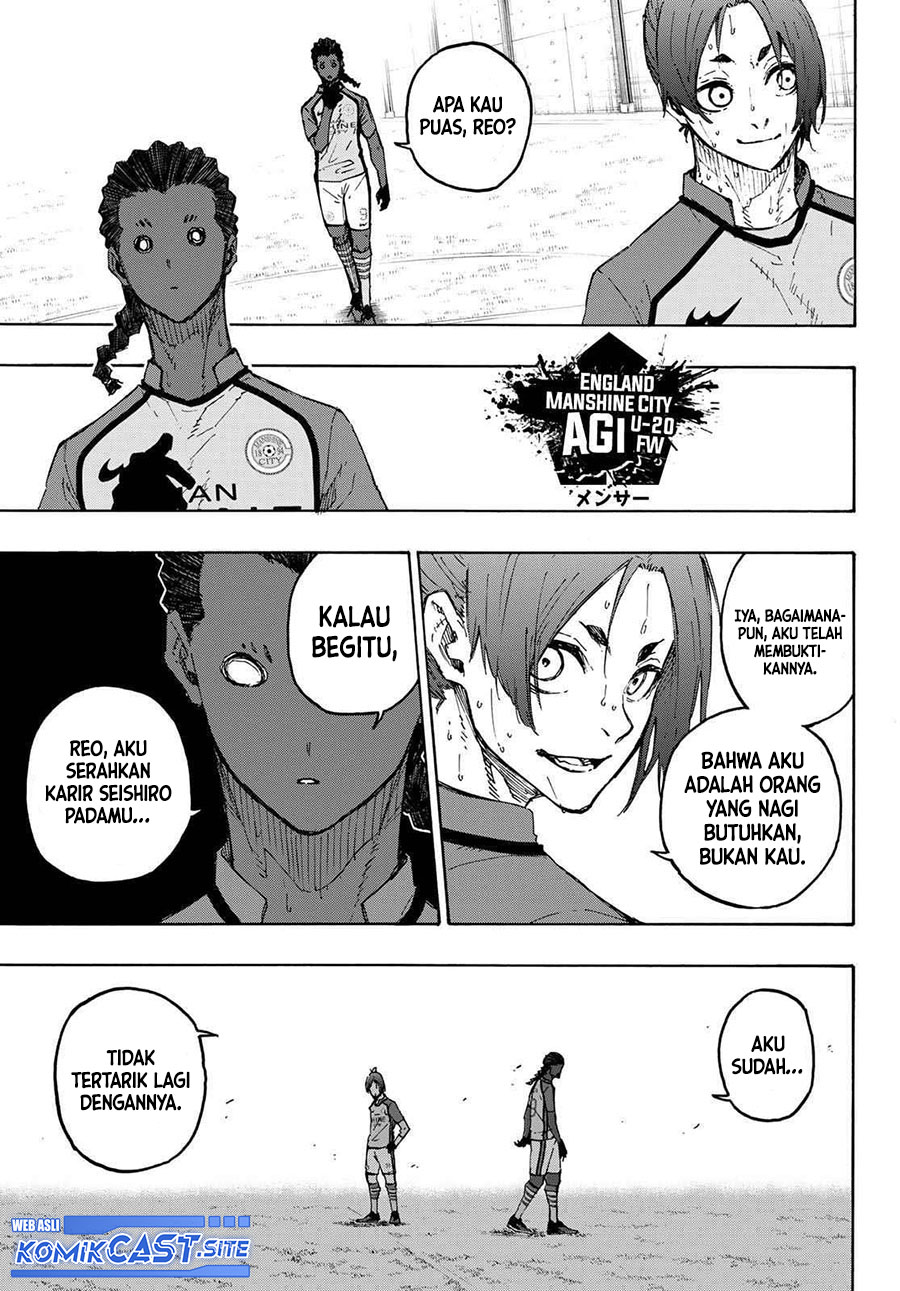 APA KAU
PUAS, REO?
ENGLAND
MANSHINE CITY
AGI
U-20
FW
メンサー
MANSHINE
CITY
IYA, BAGAIMANA-
PUN, AKU TELAH
MEMBUKTI-
KANNYA.
BAHWA AKU
ADALAH ORANG
YANG NAGI
BUTUHKAN,
BUKAN KAU.
KALAU
BEGITU,
REO, AKU
SERAHKAN
KARIR SEISHIRO
PADAMU...
AKU
SUDAH...
TIDAK
TERTARIK LAGI
DENGANNYA.
WEB ASLI
KOMIKCAST.SITE